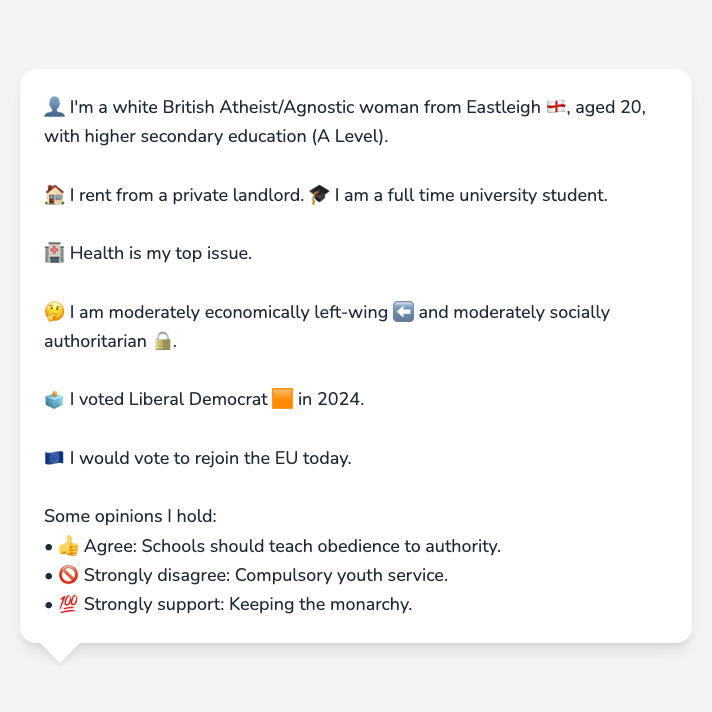 👤 I'm a white British Atheist/Agnostic woman from Eastleigh 🏴󠁧󠁢󠁥󠁮󠁧󠁿, aged 20,
with higher secondary education (A Level).
🏠 I rent from a private landlord. 🎓 I am a full time university student.
🏥 Health is my top issue.
🤔 I am moderately economically left-wing ⬅️ and moderately socially
authoritarian 🔒.
🗳️ I voted Liberal Democrat 🟧 in 2024.
🇪🇺 I would vote to rejoin the EU today.
Some opinions I hold:
• 👍 Agree: Schools should teach obedience to authority.
• 🚫 Strongly disagree: Compulsory youth service.
• 💯 Strongly support: Keeping the monarchy.